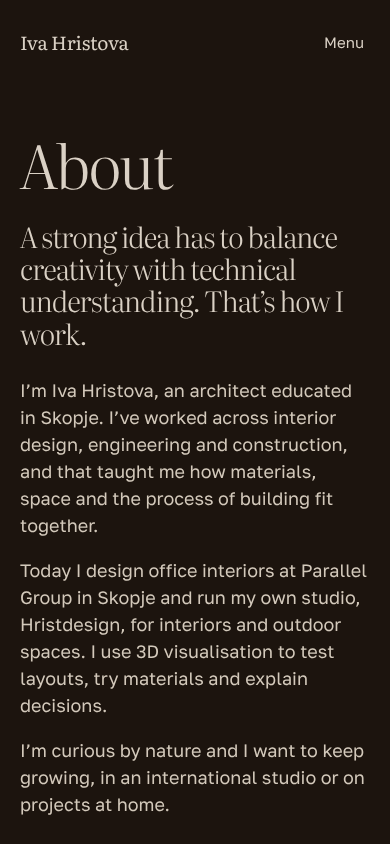 Iva Hristova
Menu
About
A strong idea has to balance
creativity with technical
understanding. That’s how I
work.
I’m Iva Hristova, an architect educated
in Skopje. I’ve worked across interior
design, engineering and construction,
and that taught me how materials,
space and the process of building fit
together.
Today I design office interiors at Parallel
Group in Skopje and run my own studio,
Hristdesign, for interiors and outdoor
spaces. I use 3D visualisation to test
layouts, try materials and explain
decisions.
I’m curious by nature and I want to keep
growing, in an international studio or on
projects at home.